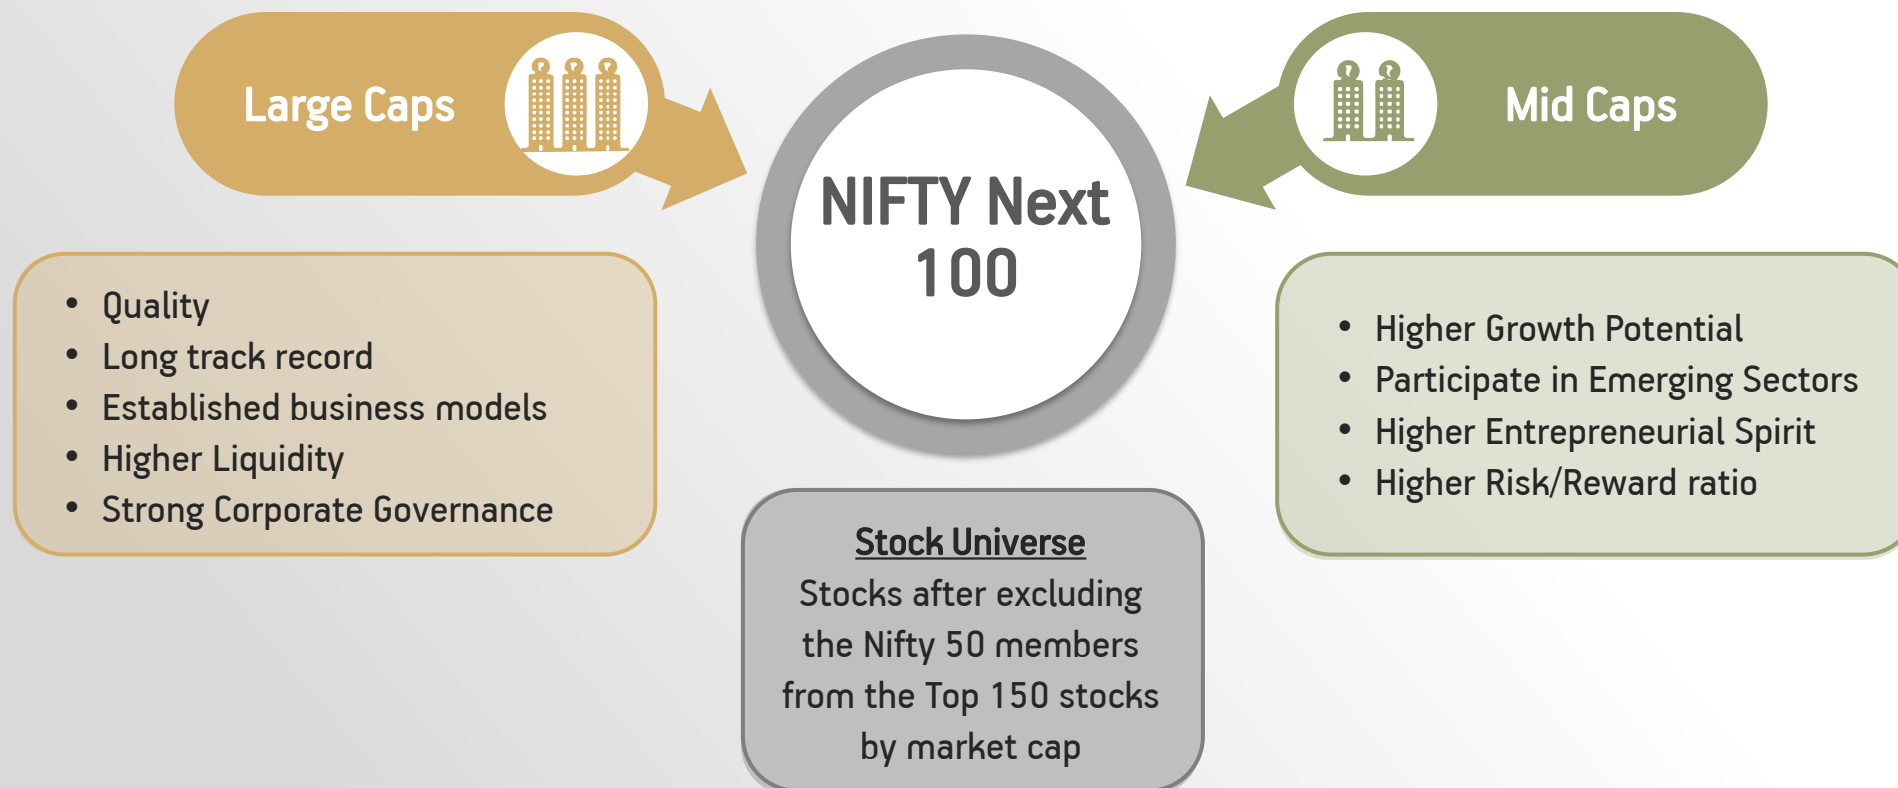 Large Caps
Mid Caps
NIFTY Next
100
• Quality
• Long track record
• Established business models
• Higher Liquidity
• Strong Corporate Governance
• Higher Growth Potential
• Participate in Emerging Sectors
• Higher Entrepreneurial Spirit
• Higher Risk/Reward ratio
Stock Universe
Stocks after excluding
the Nifty 50 members
from the Top 150 stocks
by market cap